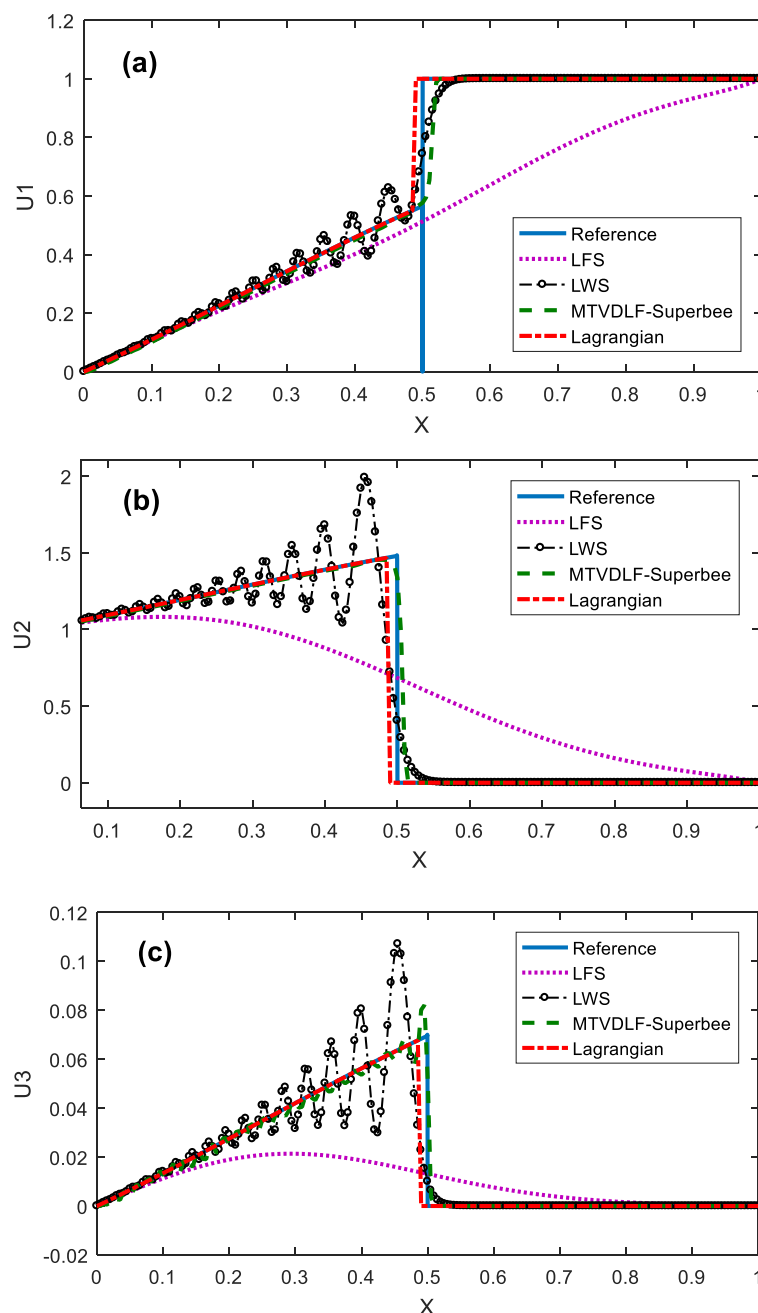 (a)
U1
1.2
1
0.8
0.6
0.4
0.2
0
0 0.1 0.2 0.3 0.4 0.5 0.6 0.7 0.8 0.9 1
X
Reference
LFS
LWS
MTVDLF-Superbee
Lagrangian
(b)
U2
2
1.5
1
0.5
0
0.1 0.2 0.3 0.4 0.5 0.6 0.7 0.8 0.9 1
X
Reference
LFS
LWS
MTVDLF-Superbee
Lagrangian
(c)
U3
0.12
0.1
0.08
0.06
0.04
0.02
0
-0.02
0 0.1 0.2 0.3 0.4 0.5 0.6 0.7 0.8 0.9 1
X
Reference
LFS
LWS
MTVDLF-Superbee
Lagrangian